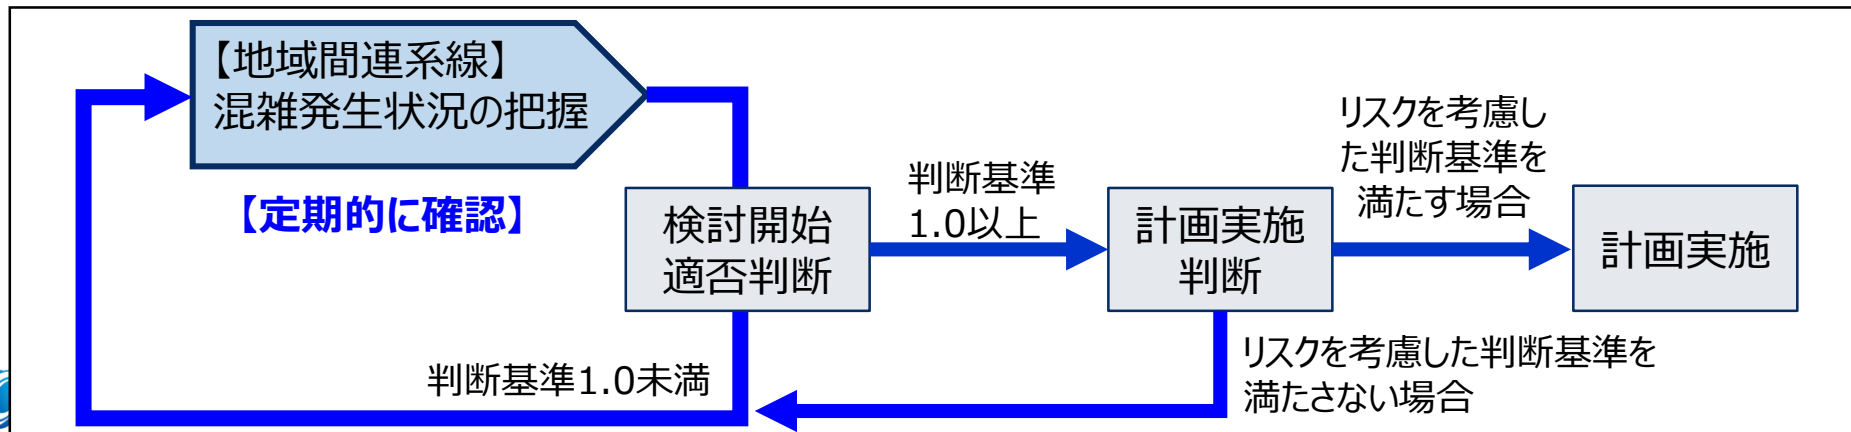 【地域間連系線】
混雑発生状況の把握
【定期的に確認】
検討開始
適否判断
判断基準
1.0以上
計画実施
判断
リスクを考慮し
た判断基準を
満たす場合
計画実施
判断基準1.0未満
リスクを考慮した判断基準を
満たさない場合